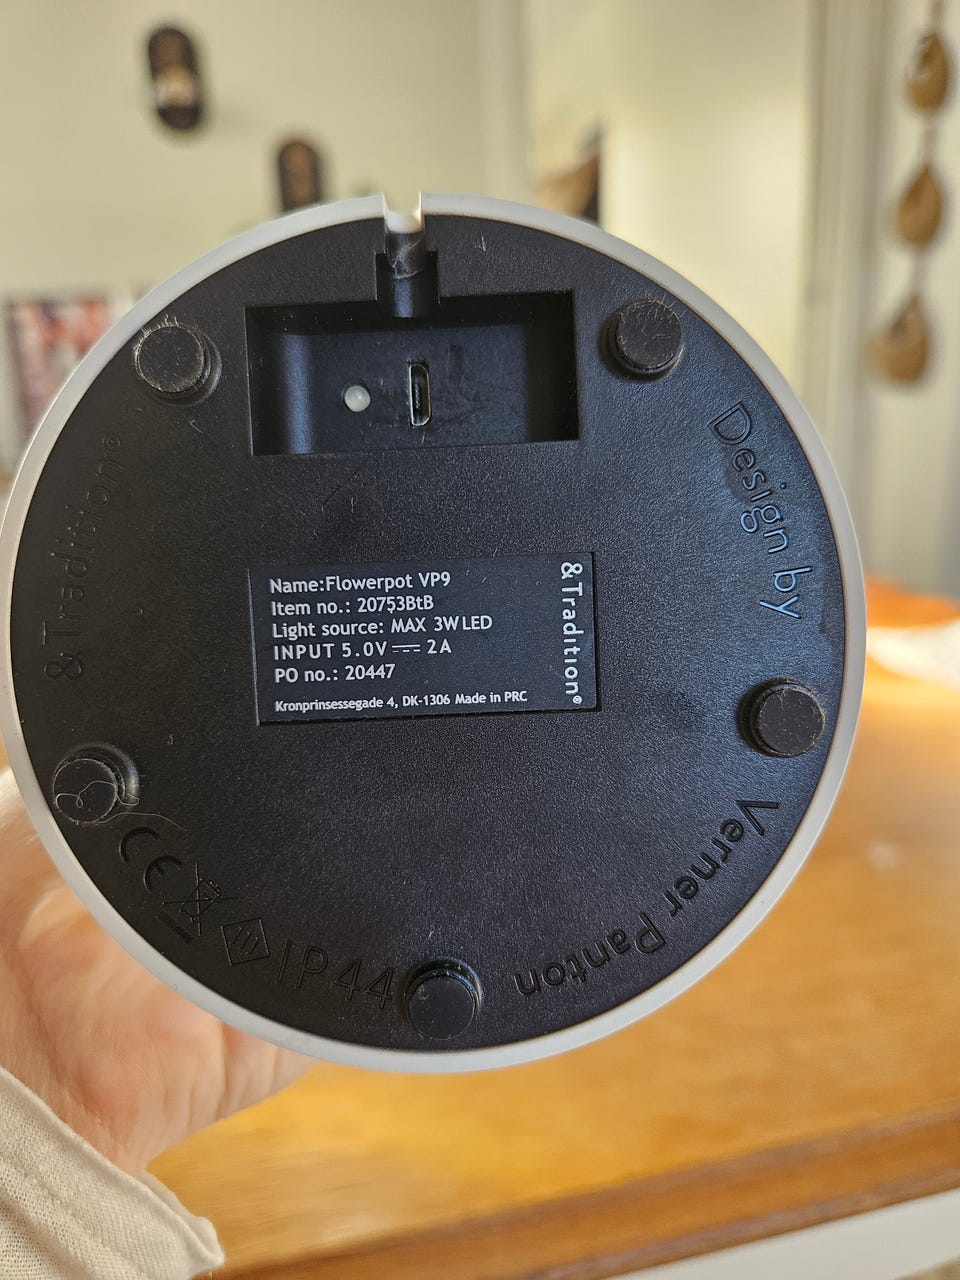 Name:Flowerpot VP9
Item no.: 20753BtB
Light source: MAX 3W LED
INPUT 5.0V ⎓ 2A
PO no.: 20447
Kronprinsessegade 4, DK-1306 Made in PRC
&Tradition®
&Tradition®
Design by
Verner Panton
CE
IP44